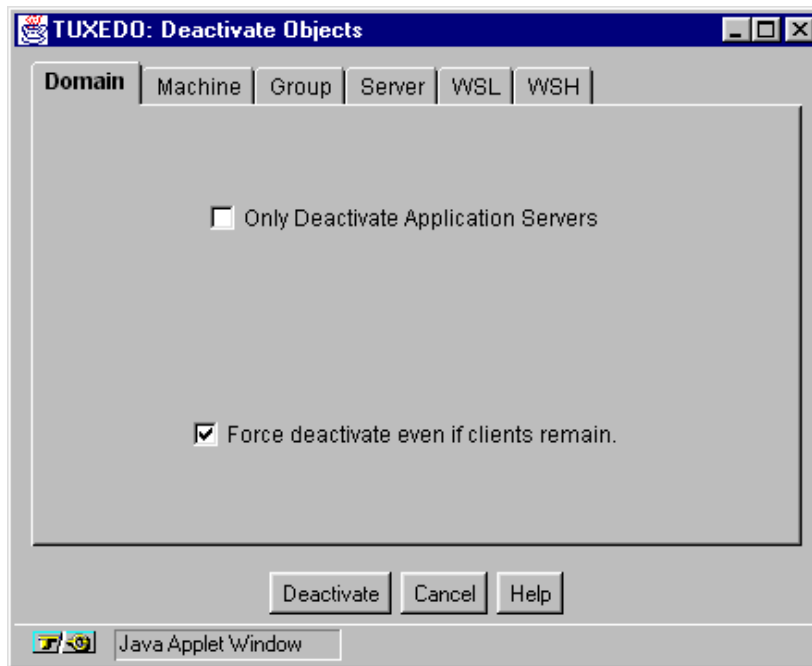 TUXEDO: Deactivate Objects
Domain Machine Group Server WSL WSH
Only Deactivate Application Servers
Force deactivate even if clients remain.
Deactivate Cancel Help
Java Applet Window